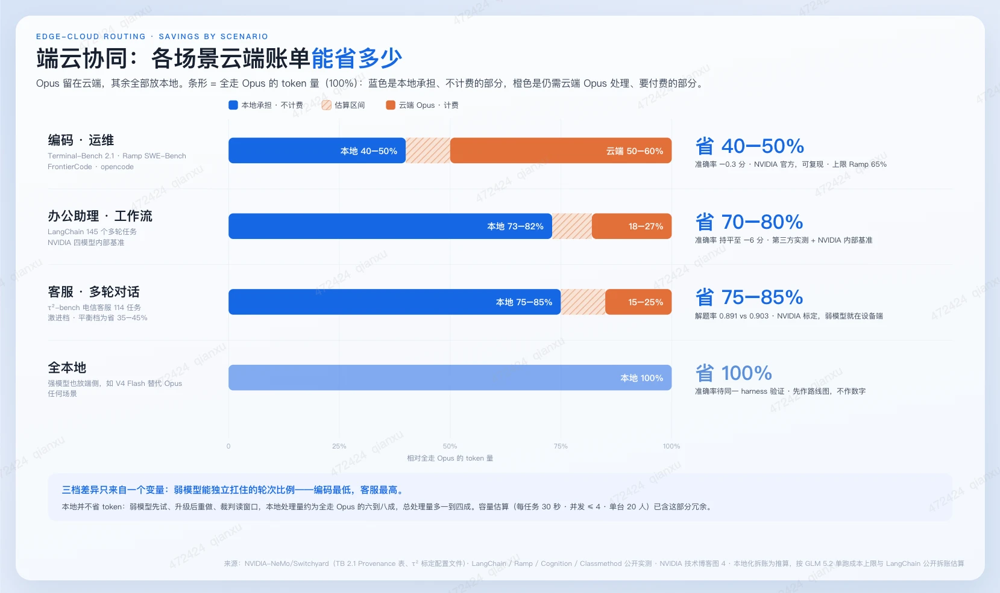 EDGE–CLOUD ROUTING · SAVINGS BY SCENARIO
端云协同：各场景云端账单能省多少
Opus 留在云端，其余全部放本地。条形 = 全走 Opus 的 token 量（100%）：蓝色是本地承担、不计费的部分，橙色是仍需云端 Opus 处理、要付费的部分。
本地承担 · 不计费 估算区间 云端 Opus · 计费
编码 · 运维
Terminal–Bench 2.1 · Ramp SWE–Bench
FrontierCode · opencode
本地 40—50% 云端 50—60%
省 40—50%
准确率 —0.3 分 · NVIDIA 官方，可复现 · 上限 Ramp 65%
办公助理 · 工作流
LangChain 145 个多轮任务
NVIDIA 四模型内部基准
本地 73—82% 18—27%
省 70—80%
准确率 持平至 —6 分 · 第三方实测 + NVIDIA 内部基准
客服 · 多轮对话
τ²–bench 电信客服 114 任务
激进档 · 平衡档为省 35—45%
本地 75—85% 15—25%
省 75—85%
解题率 0.891 vs 0.903 · NVIDIA 标定，弱模型就在设备端
全本地
强模型也放端侧，如 V4 Flash 替代 Opus
任何场景
本地 100%
省 100%
准确率待同一 harness 验证 · 先作路线图，不作数字
0 25% 50% 75% 100%
相对全走 Opus 的 token 量
三档差异只来自一个变量：弱模型能独立扛住的轮次比例——编码最低，客服最高。
本地并不省 token：弱模型先试、升级后重做、裁判读窗口，本地处理量约为全走 Opus 的六到八成，总处理量多一到四成。容量估算（每任务 30 秒 · 并发 ≤ 4 · 单台 20 人）已含这部分冗余。
来源：NVIDIA–NeMo/Switchyard（TB 2.1 Provenance 表、τ² 标定配置文件）· LangChain / Ramp / Cognition / Classmethod 公开实测 · NVIDIA 技术博客图 4 · 本地化拆账为推算，按 GLM 5.2 单跑成本上限与 LangChain 公开拆账估算
472424 qianxu